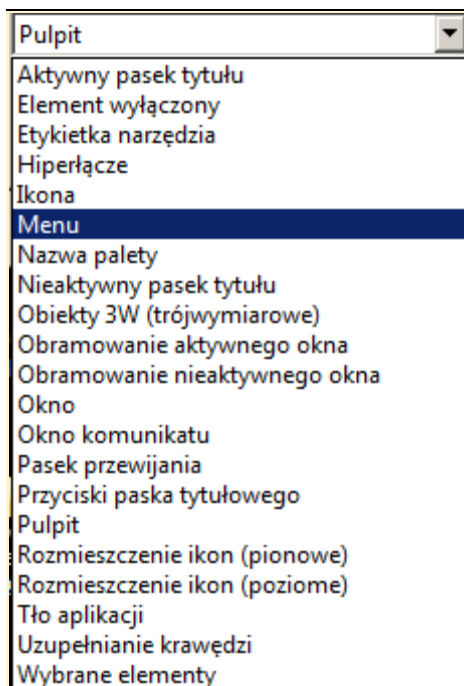 Pulpit
Aktywny pasek tytułu
Element wyłączony
Etykietka narzędzia
Hiperłącze
Ikona
Menu
Nazwa palety
Nieaktywny pasek tytułu
Obiekty 3W (trójwymiarowe)
Obramowanie aktywnego okna
Obramowanie nieaktywnego okna
Okno
Okno komunikatu
Pasek przewijania
Przyciski paska tytułowego
Pulpit
Rozmieszczenie ikon (pionowe)
Rozmieszczenie ikon (poziome)
Tło aplikacji
Uzupełnianie krawędzi
Wybrane elementy